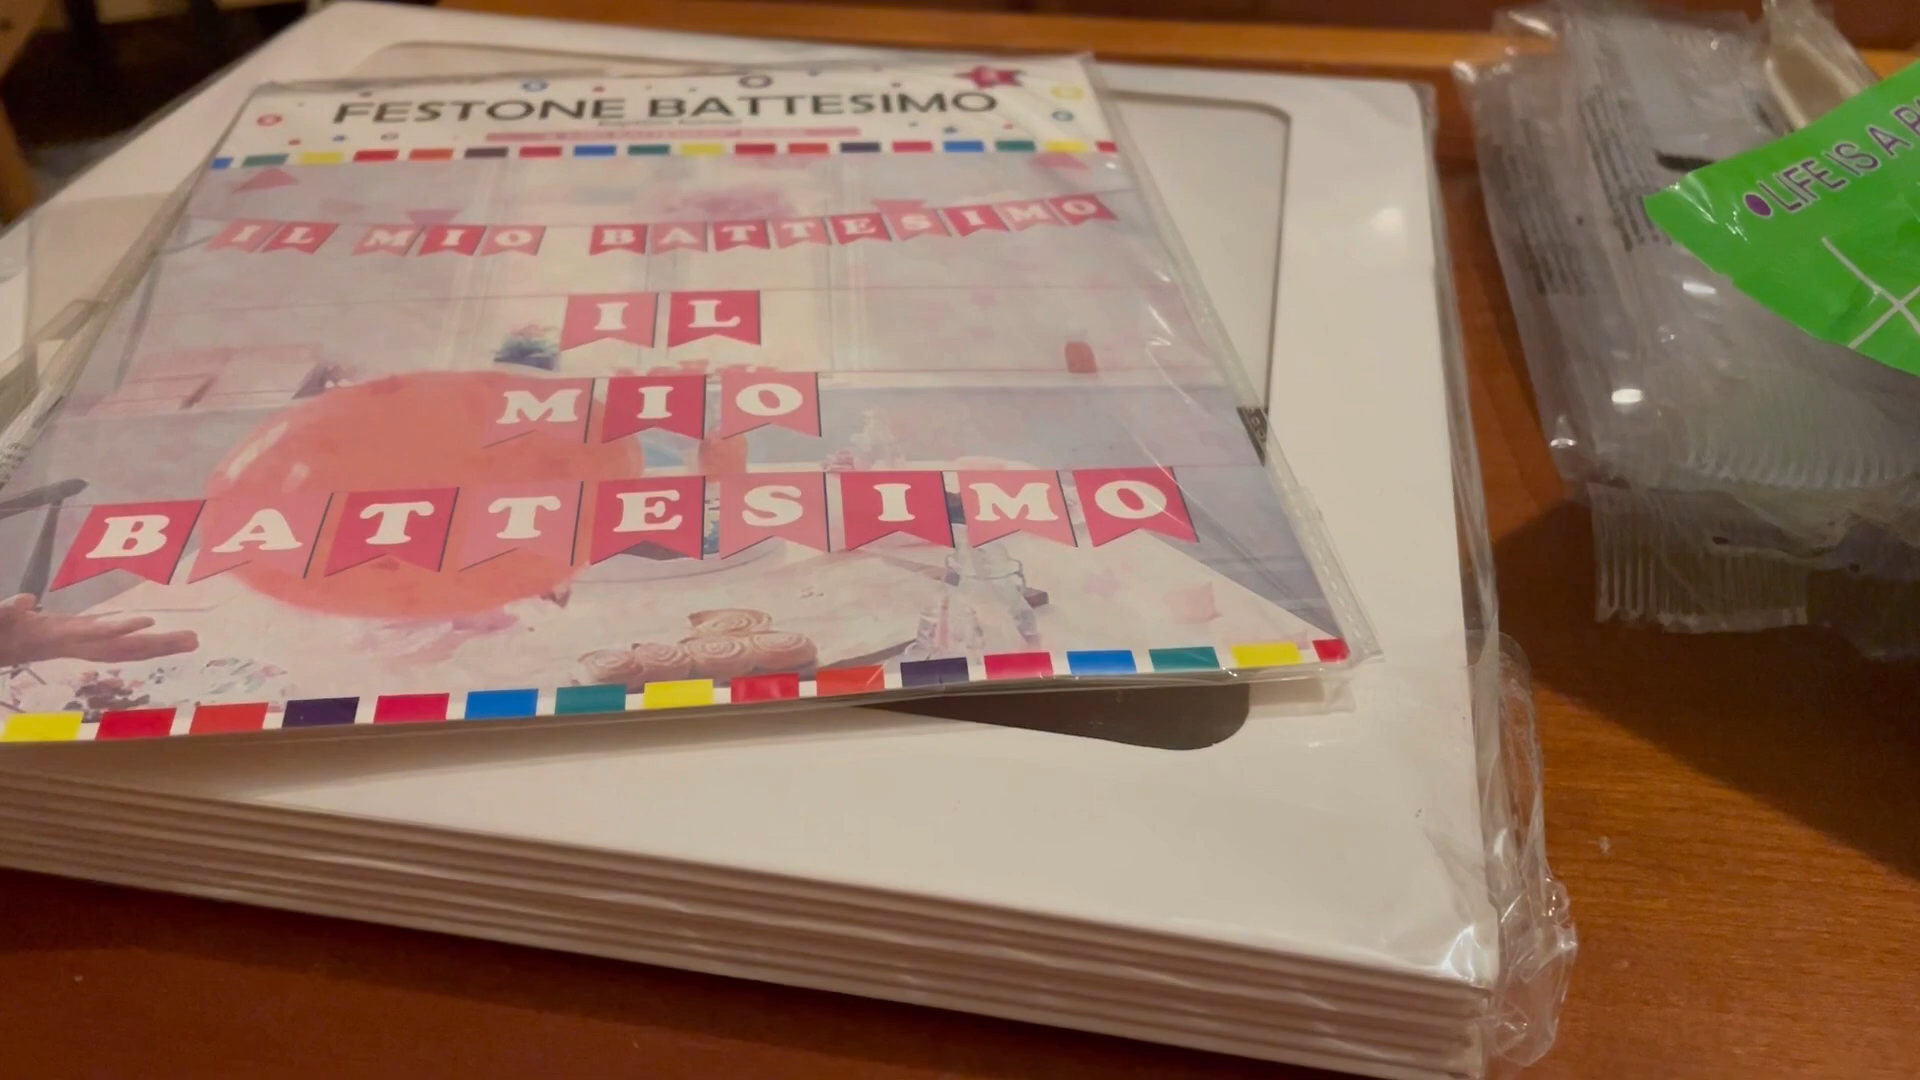 FESTONE BATTESIMO
IL MIO BATTESIMO
IL
MIO
BATTESIMO
LIFE IS A